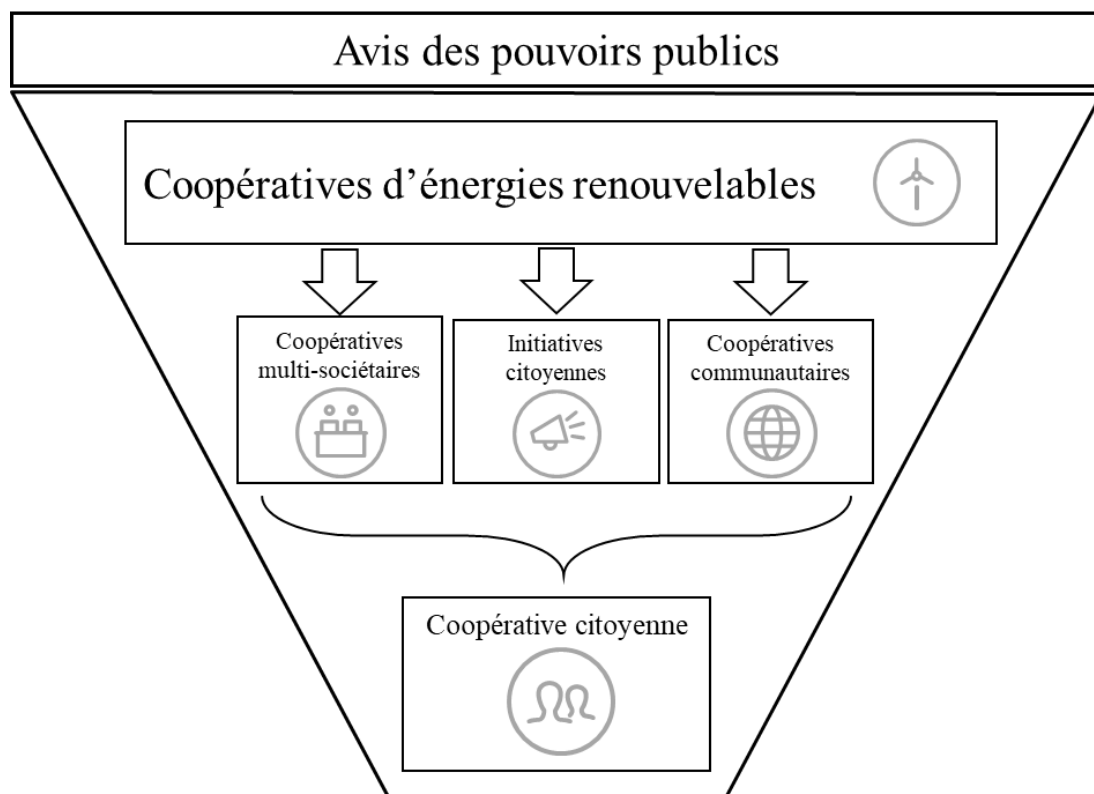 Avis des pouvoirs publics
Coopératives d’énergies renouvelables
Coopératives
multi-sociétaires
Initiatives
citoyennes
Coopératives
communautaires
Coopérative citoyenne